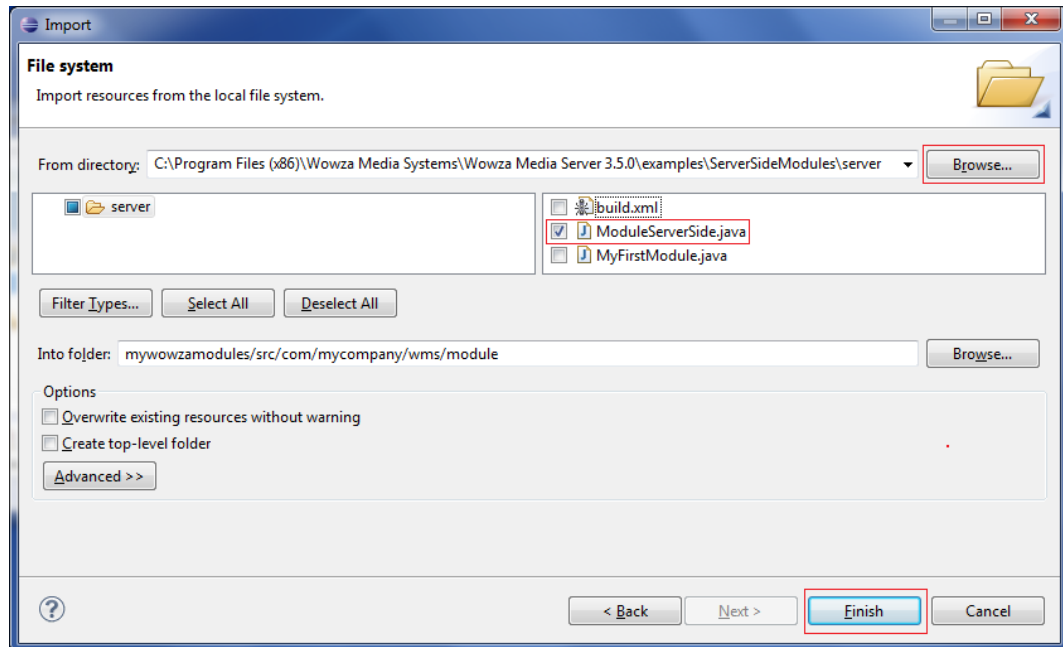 Import
File system
Import resources from the local file system.
From directory: C:\Program Files (x86)\Wowza Media Systems\Wowza Media Server 3.5.0\examples\ServerSideModules\server Browse...
server
build.xml
ModuleServerSide.java
MyFirstModule.java
Filter Types... Select All Deselect All
Into folder: mywowzamodules/src/com/mycompany/wms/module Browse...
Options
Overwrite existing resources without warning
Create top-level folder
Advanced >>
? < Back Next > Finish Cancel